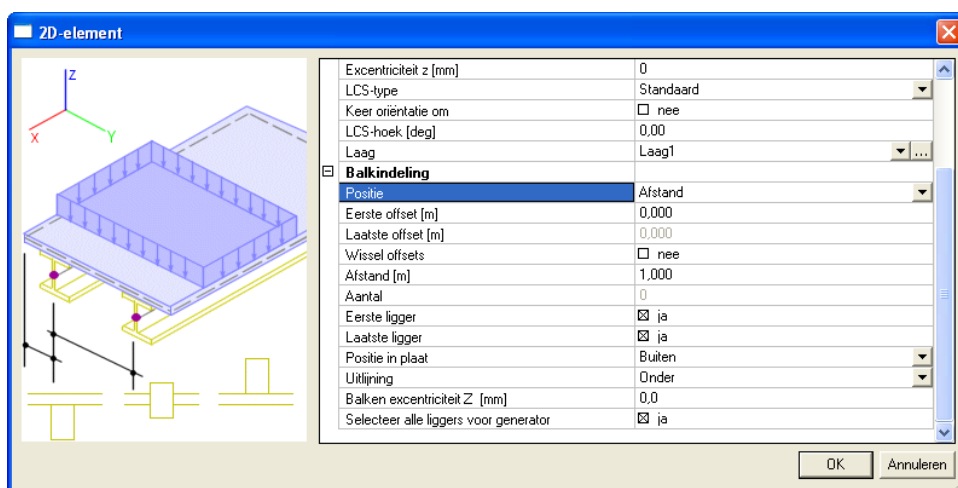 2D-element
Z
X
Y
Excentriciteit z [mm] 0
LCS-type Standaard
Keer oriëntatie om nee
LCS-hoek [deg] 0,00
Laag Laag1 ...
Balkindeling
Positie Afstand
Eerste offset [m] 0,000
Laatste offset [m] 0,000
Wissel offsets nee
Afstand [m] 1,000
Aantal 0
Eerste ligger ja
Laatste ligger ja
Positie in plaat Buiten
Uitlijning Onder
Balken excentriciteit Z [mm] 0,0
Selecteer alle liggers voor generator ja
OK Annuleren